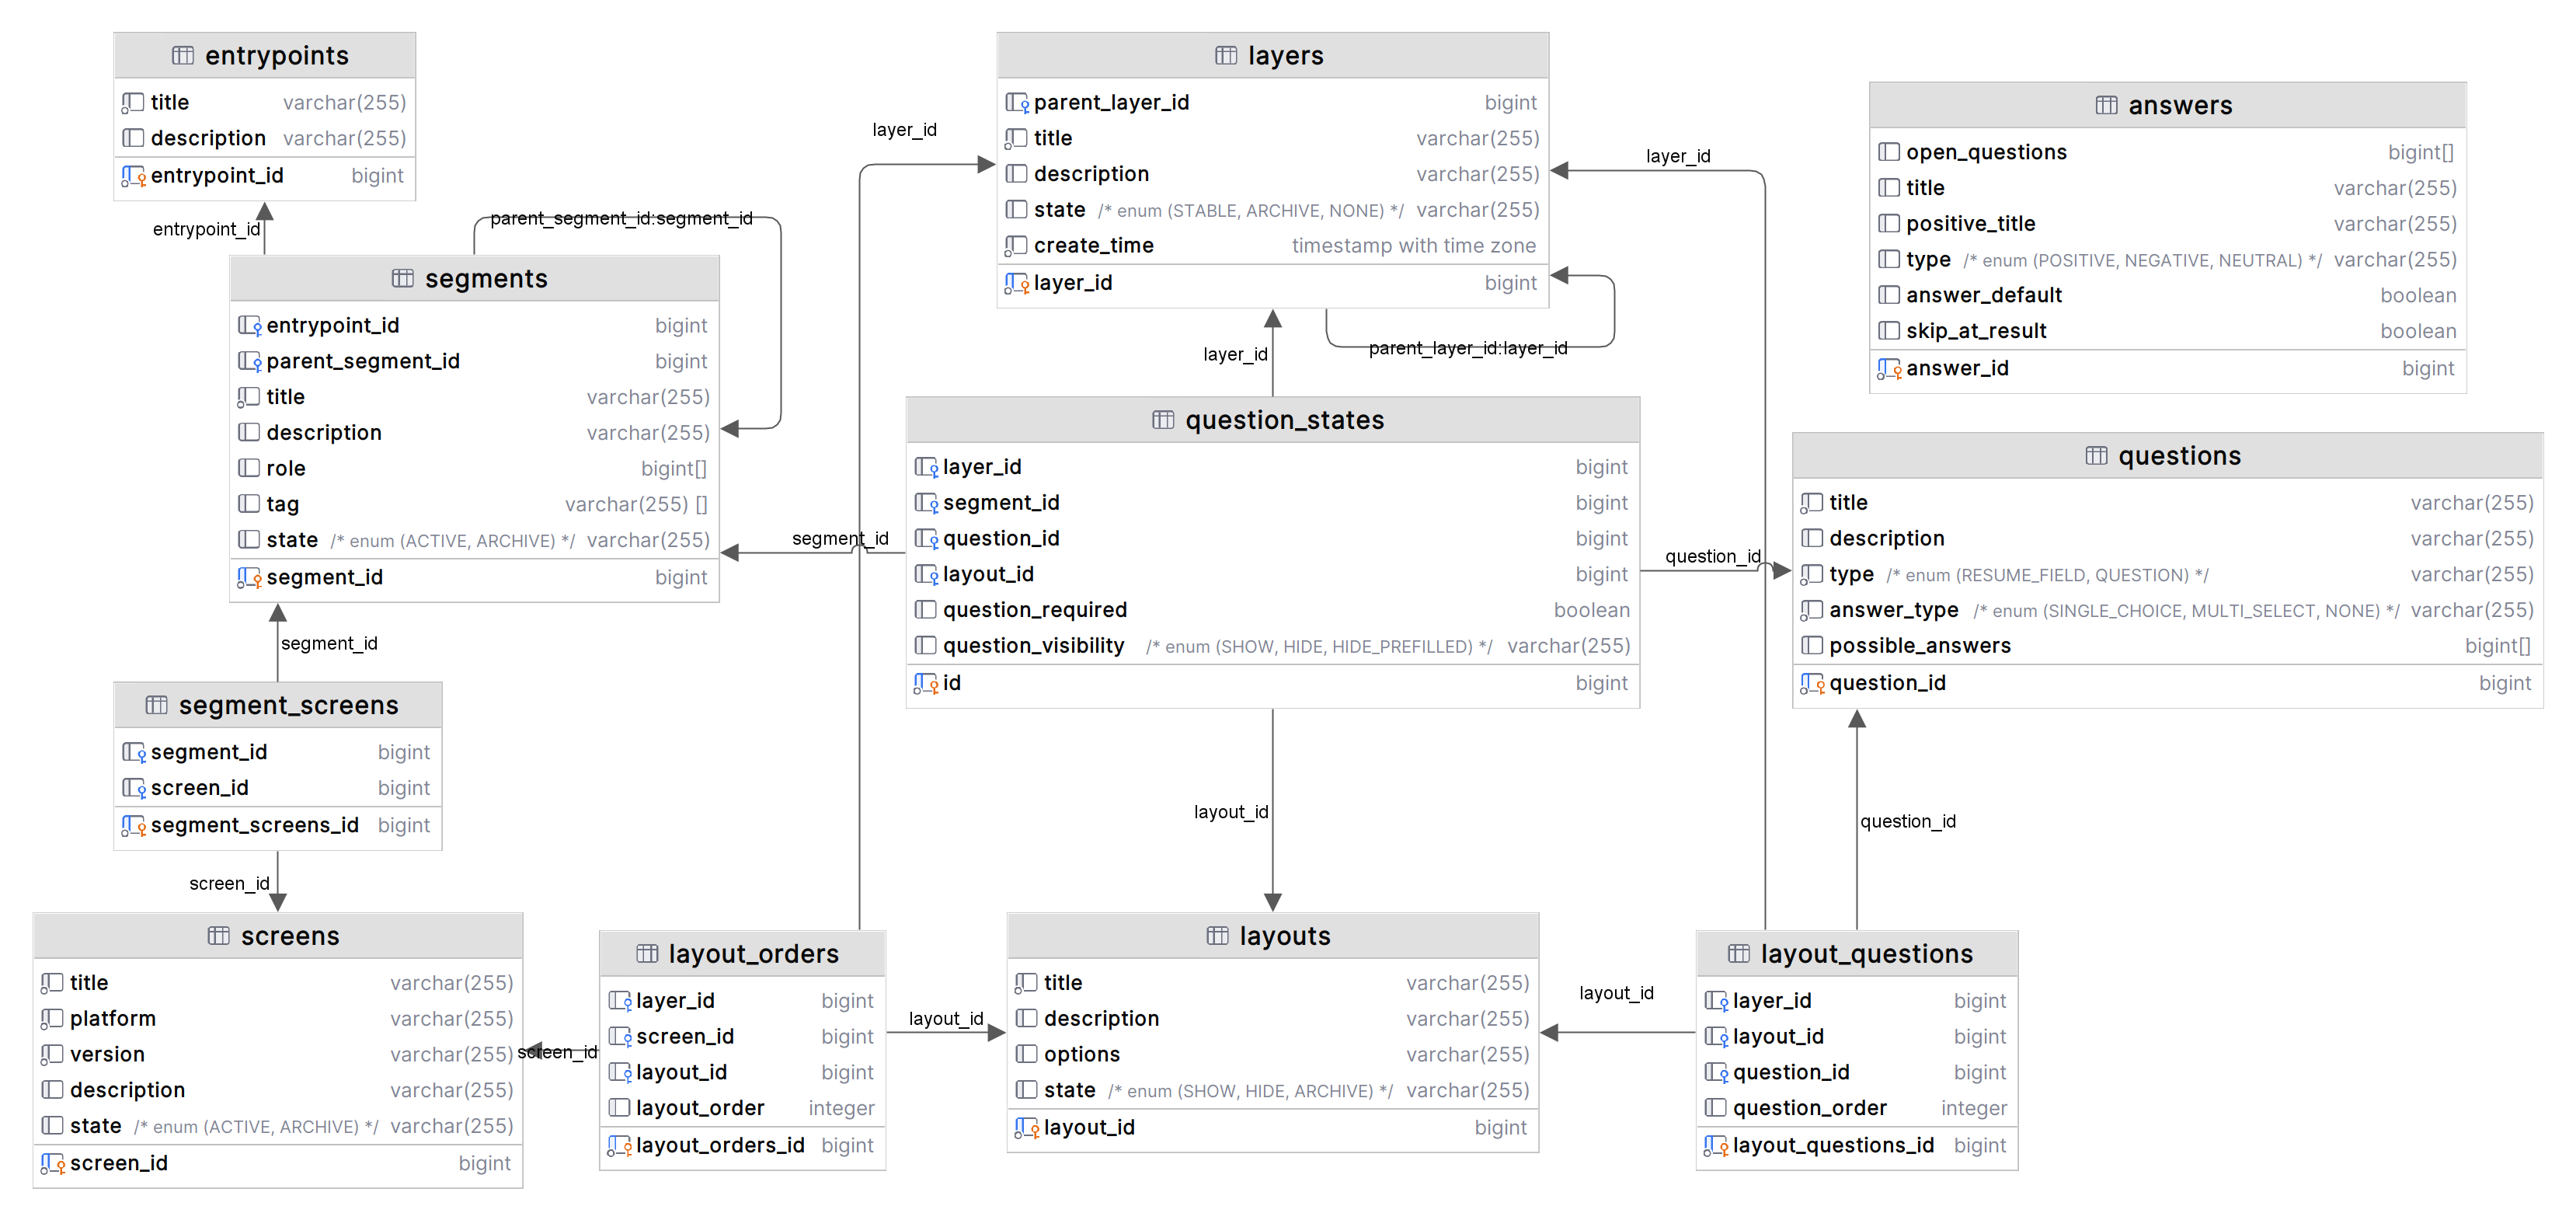 entrypoints
title varchar(255)
description varchar(255)
entrypoint_id bigint
entrypoint_id
parent_segment_id:segment_id
segments
entrypoint_id bigint
parent_segment_id bigint
title varchar(255)
description varchar(255)
role bigint[]
tag varchar(255) []
state /* enum (ACTIVE, ARCHIVE) */ varchar(255)
segment_id bigint
segment_id
segment_id
segment_screens
segment_id bigint
screen_id bigint
segment_screens_id bigint
screen_id
screens
title varchar(255)
platform varchar(255)
version varchar(255)
description varchar(255)
state /* enum (ACTIVE, ARCHIVE) */ varchar(255)
screen_id bigint
screen_id
layer_id
layers
parent_layer_id bigint
title varchar(255)
description varchar(255)
state /* enum (STABLE, ARCHIVE, NONE) */ varchar(255)
create_time timestamp with time zone
layer_id bigint
layer_id
parent_layer_id:layer_id
layer_id
question_states
layer_id bigint
segment_id bigint
question_id bigint
layout_id bigint
question_required boolean
question_visibility /* enum (SHOW, HIDE, HIDE_PREFILLED) */ varchar(255)
id bigint
question_id
layout_id
layout_orders
layer_id bigint
screen_id bigint
layout_id bigint
layout_order integer
layout_orders_id bigint
layout_id
layouts
title varchar(255)
description varchar(255)
options varchar(255)
state /* enum (SHOW, HIDE, ARCHIVE) */ varchar(255)
layout_id bigint
layout_id
answers
open_questions bigint[]
title varchar(255)
positive_title varchar(255)
type /* enum (POSITIVE, NEGATIVE, NEUTRAL) */ varchar(255)
answer_default boolean
skip_at_result boolean
answer_id bigint
questions
title varchar(255)
description varchar(255)
type /* enum (RESUME_FIELD, QUESTION) */ varchar(255)
answer_type /* enum (SINGLE_CHOICE, MULTI_SELECT, NONE) */ varchar(255)
possible_answers bigint[]
question_id bigint
question_id
layout_questions
layer_id bigint
layout_id bigint
question_id bigint
question_order integer
layout_questions_id bigint